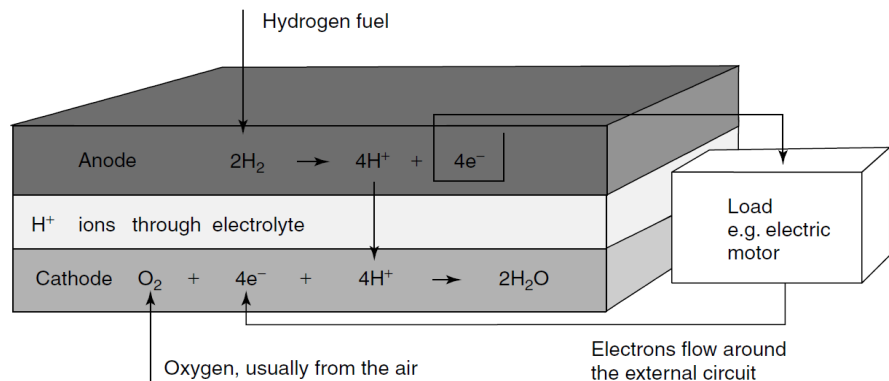 Hydrogen fuel
Anode 2H₂ → 4H⁺ + 4e⁻
H⁺ ions through electrolyte
Load
e.g. electric
motor
Cathode O₂ + 4e⁻ + 4H⁺ → 2H₂O
Oxygen, usually from the air
Electrons flow around
the external circuit